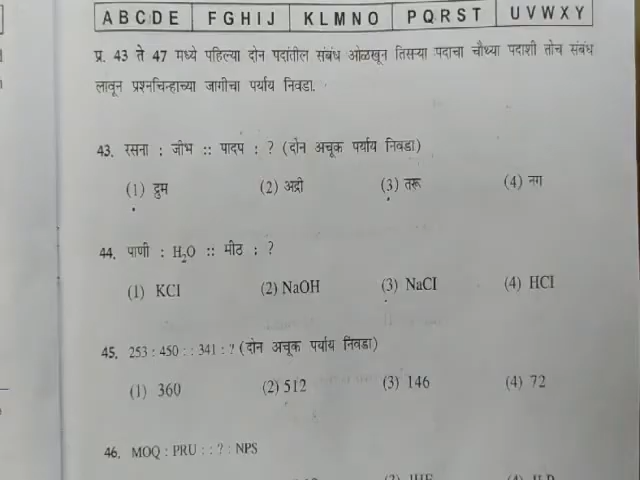 A B C D E F G H I J K L M N O P Q R S T U V W X Y
प्र. 43 ते 47 मध्ये पहिल्या दोन पदांतील संबंध ओळखून तिसऱ्या पदाचा चौथ्या पदाशी तोच संबंध
लावून प्रश्नचिन्हाच्या जागीचा पर्याय निवडा.
43. रसना : जीभ :: पादप : ? (दोन अचूक पर्याय निवडा)
(1) द्रुम (2) अद्री (3) तरू (4) नग
44. पाणी : H₂O :: मीठ : ?
(1) KCl (2) NaOH (3) NaCl (4) HCl
45. 253 : 450 : : 341 : ? (दोन अचूक पर्याय निवडा)
(1) 360 (2) 512 (3) 146 (4) 72
46. MOQ : PRU : : ? : NPS